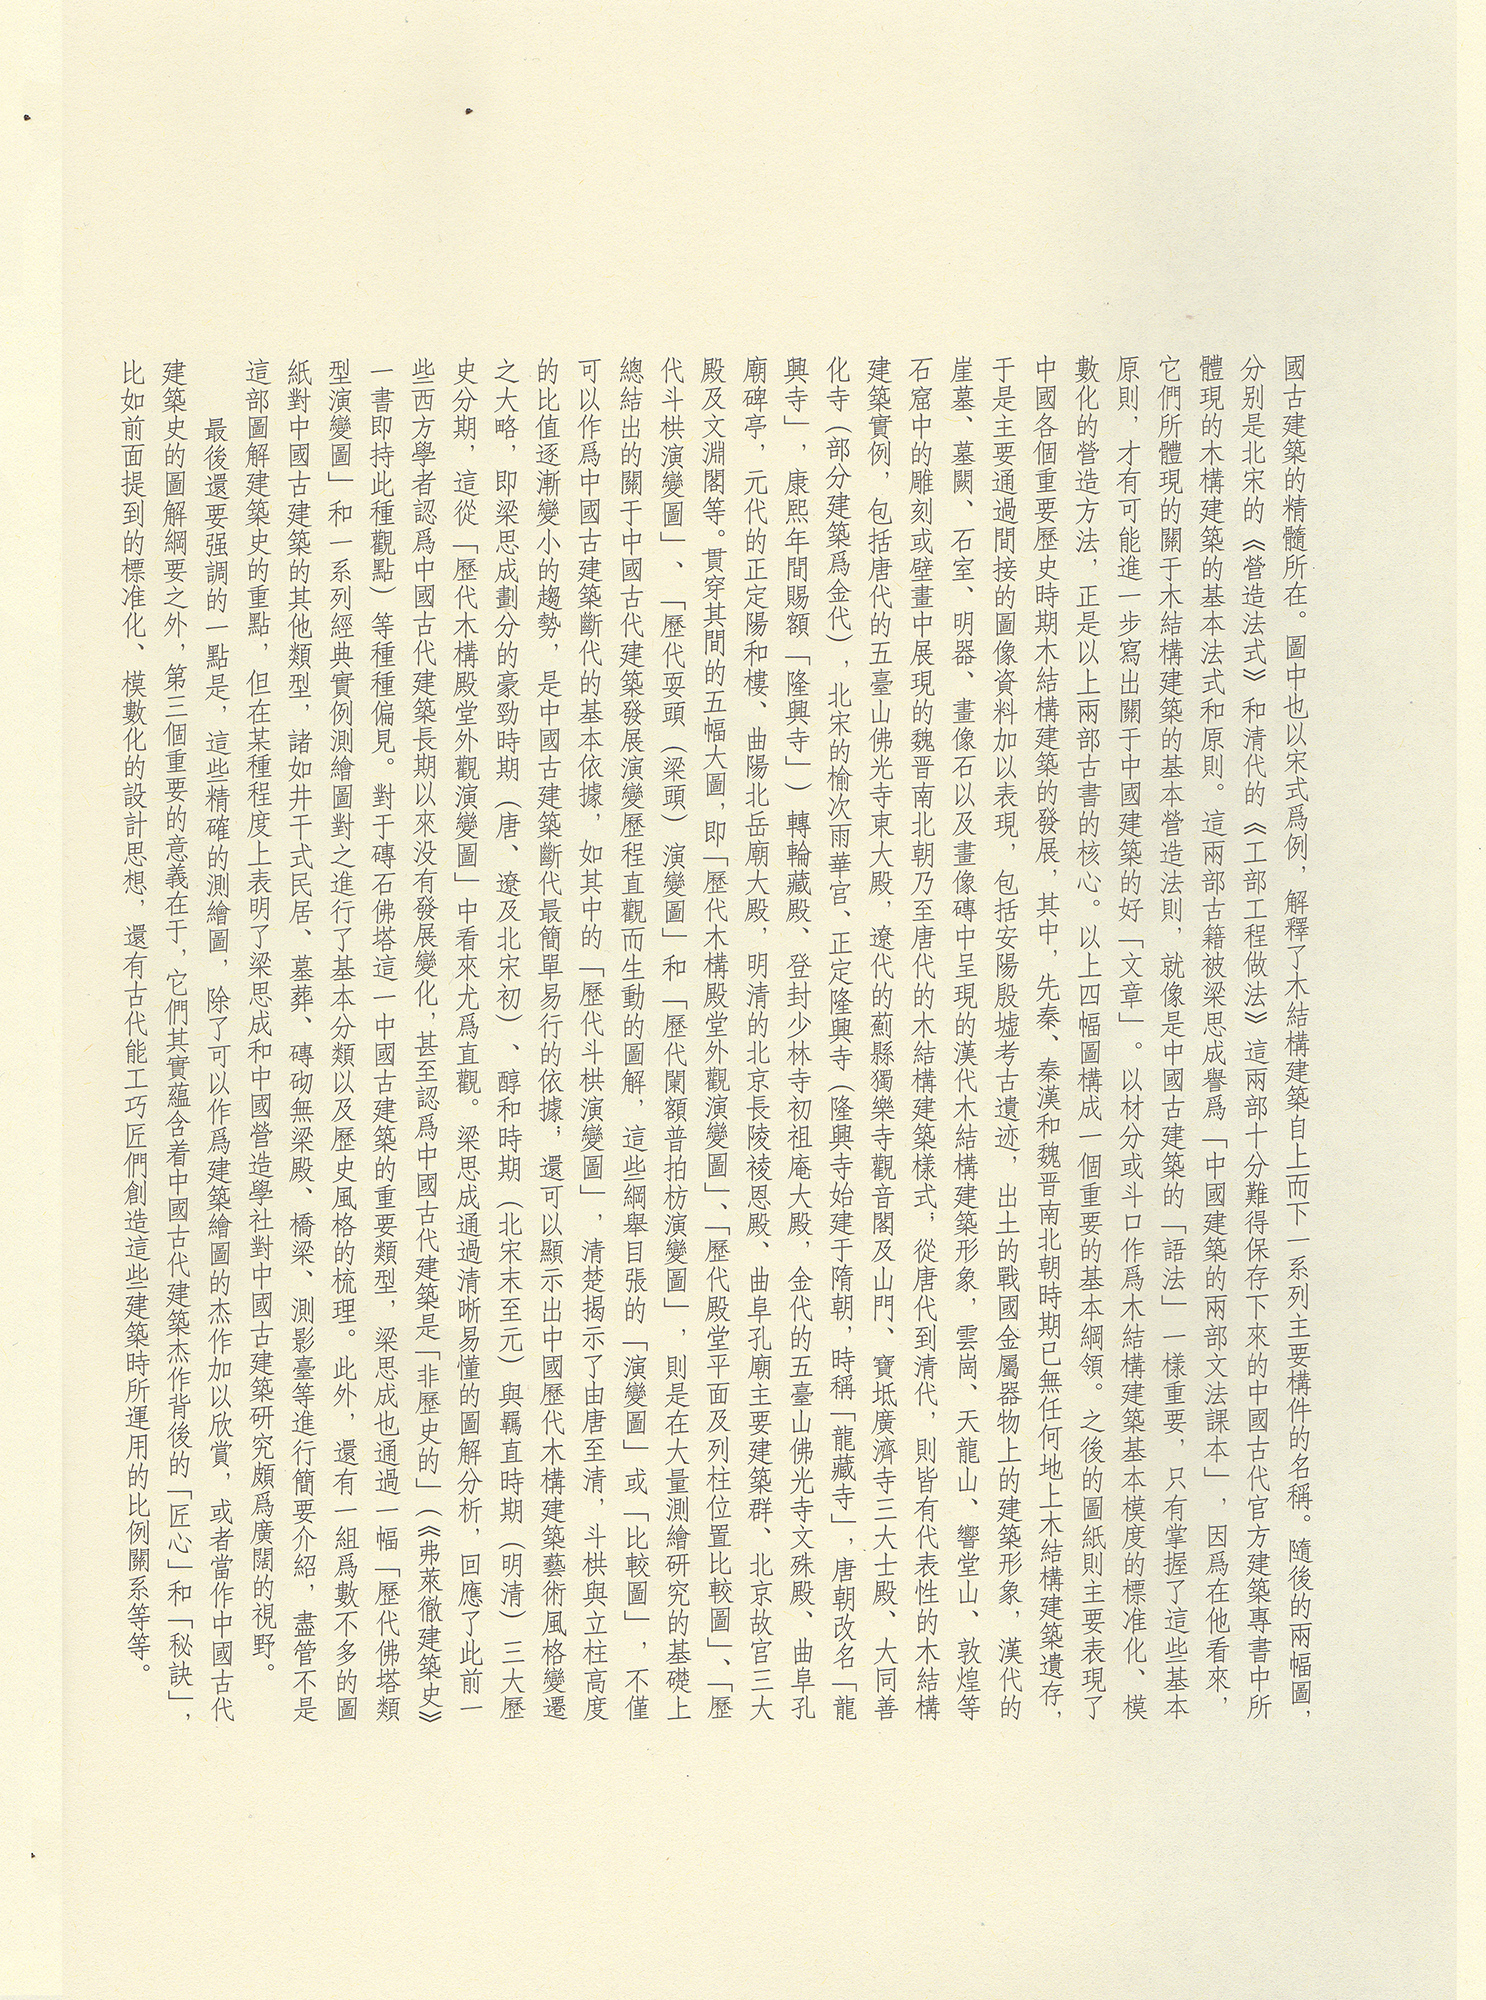 國古建築的精髓所在。圖中也以宋式爲例，解釋了木結構建築自上而下一系列主要構件的名稱。隨後的兩幅圖，
分别是北宋的《營造法式》和清代的《工部工程做法》這兩部十分難得保存下來的中國古代官方建築專書中所
體現的木構建築的基本法式和原則。這兩部古籍被梁思成譽爲「中國建築的兩部文法課本」，因爲在他看來，
它們所體現的關于木結構建築的基本營造法則，就像是中國古建築的「語法」一樣重要，只有掌握了這些基本
原則，才有可能進一步寫出關于中國建築的好「文章」。以材分或斗口作爲木結構建築基本模度的標准化、模
數化的營造方法，正是以上兩部古書的核心。以上四幅圖構成一個重要的基本綱領。之後的圖紙則主要表現了
中國各個重要歷史時期木結構建築的發展，其中，先秦、秦漢和魏晋南北朝時期已無任何地上木結構建築遺存，
于是主要通過間接的圖像資料加以表現，包括安陽殷墟考古遺迹，出土的戰國金屬器物上的建築形象，漢代的
崖墓、墓闕、石室、明器、畫像石以及畫像磚中呈現的漢代木結構建築形象，雲崗、天龍山、響堂山、敦煌等
石窟中的雕刻或壁畫中展現的魏晋南北朝乃至唐代的木結構建築樣式；從唐代到清代，則皆有代表性的木結構
建築實例，包括唐代的五臺山佛光寺東大殿，遼代的薊縣獨樂寺觀音閣及山門、寶坻廣濟寺三大士殿、大同善
化寺（部分建築爲金代），北宋的榆次雨華宫、正定隆興寺（隆興寺始建于隋朝，時稱「龍藏寺」，唐朝改名「龍
興寺」，康熙年間賜額「隆興寺」）轉輪藏殿、登封少林寺初祖庵大殿，金代的五臺山佛光寺文殊殿、曲阜孔
廟碑亭，元代的正定陽和樓、曲陽北岳廟大殿，明清的北京長陵祾恩殿、曲阜孔廟主要建築群、北京故宫三大
殿及文淵閣等。貫穿其間的五幅大圖，即「歷代木構殿堂外觀演變圖」、「歷代殿堂平面及列柱位置比較圖」、「歷
代斗栱演變圖」、「歷代耍頭（梁頭）演變圖」和「歷代闌額普拍枋演變圖」，則是在大量測繪研究的基礎上
總結出的關于中國古代建築發展演變歷程直觀而生動的圖解，這些綱舉目張的「演變圖」或「比較圖」，不僅
可以作爲中國古建築斷代的基本依據，如其中的「歷代斗栱演變圖」，清楚揭示了由唐至清，斗栱與立柱高度
的比值逐漸變小的趨勢，是中國古建築斷代最簡單易行的依據；還可以顯示出中國歷代木構建築藝術風格變遷
之大略，即梁思成劃分的豪勁時期（唐、遼及北宋初）、醇和時期（北宋末至元）與羈直時期（明清）三大歷
史分期，這從「歷代木構殿堂外觀演變圖」中看來尤爲直觀。梁思成通過清晰易懂的圖解分析，回應了此前一
些西方學者認爲中國古代建築長期以來没有發展變化，甚至認爲中國古代建築是「非歷史的」（《弗萊徹建築史》
一書即持此種觀點）等種種偏見。對于磚石佛塔這一中國古建築的重要類型，梁思成也通過一幅「歷代佛塔類
型演變圖」和一系列經典實例測繪圖對之進行了基本分類以及歷史風格的梳理。此外，還有一組爲數不多的圖
紙對中國古建築的其他類型，諸如井干式民居、墓葬、磚砌無梁殿、橋梁、測影臺等進行簡要介紹，盡管不是
這部圖解建築史的重點，但在某種程度上表明了梁思成和中國營造學社對中國古建築研究頗爲廣闊的視野。
最後還要强調的一點是，這些精確的測繪圖，除了可以作爲建築繪圖的杰作加以欣賞，或者當作中國古代
建築史的圖解綱要之外，第三個重要的意義在于，它們其實蘊含着中國古代建築杰作背後的「匠心」和「秘訣」，
比如前面提到的標准化、模數化的設計思想，還有古代能工巧匠們創造這些建築時所運用的比例關系等等。